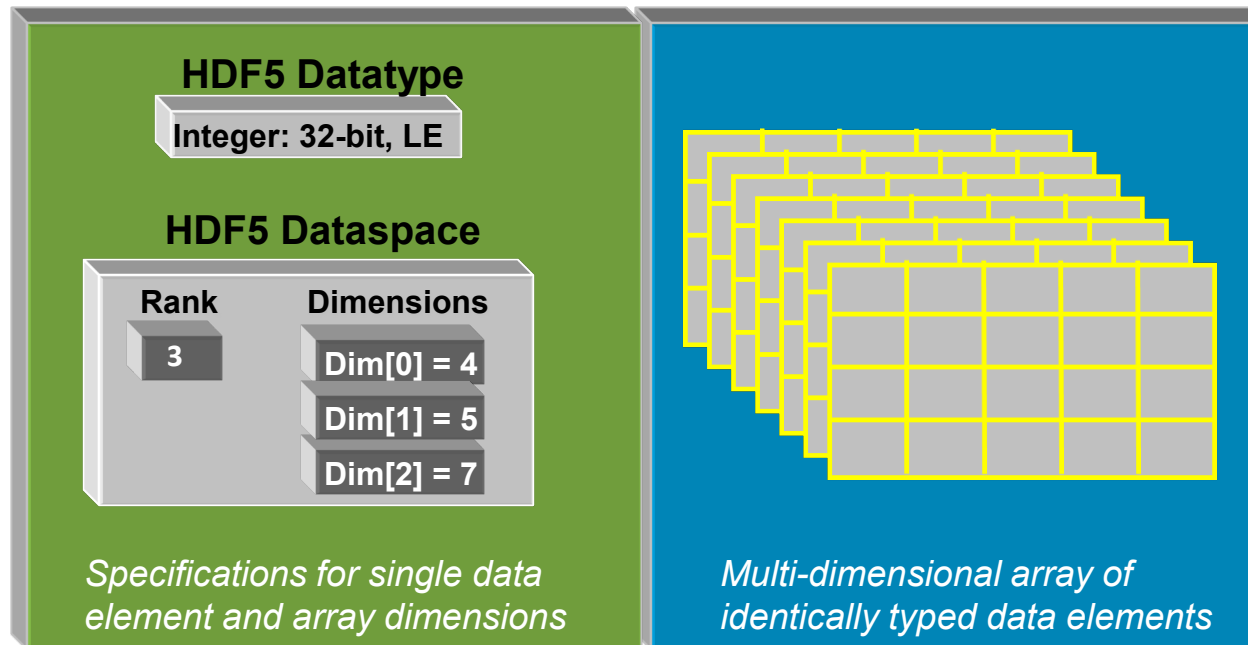 HDF5 Datatype
Integer: 32-bit, LE
HDF5 Dataspace
Rank
3
Dimensions
Dim[0] = 4
Dim[1] = 5
Dim[2] = 7
Specifications for single data
element and array dimensions
Multi-dimensional array of
identically typed data elements